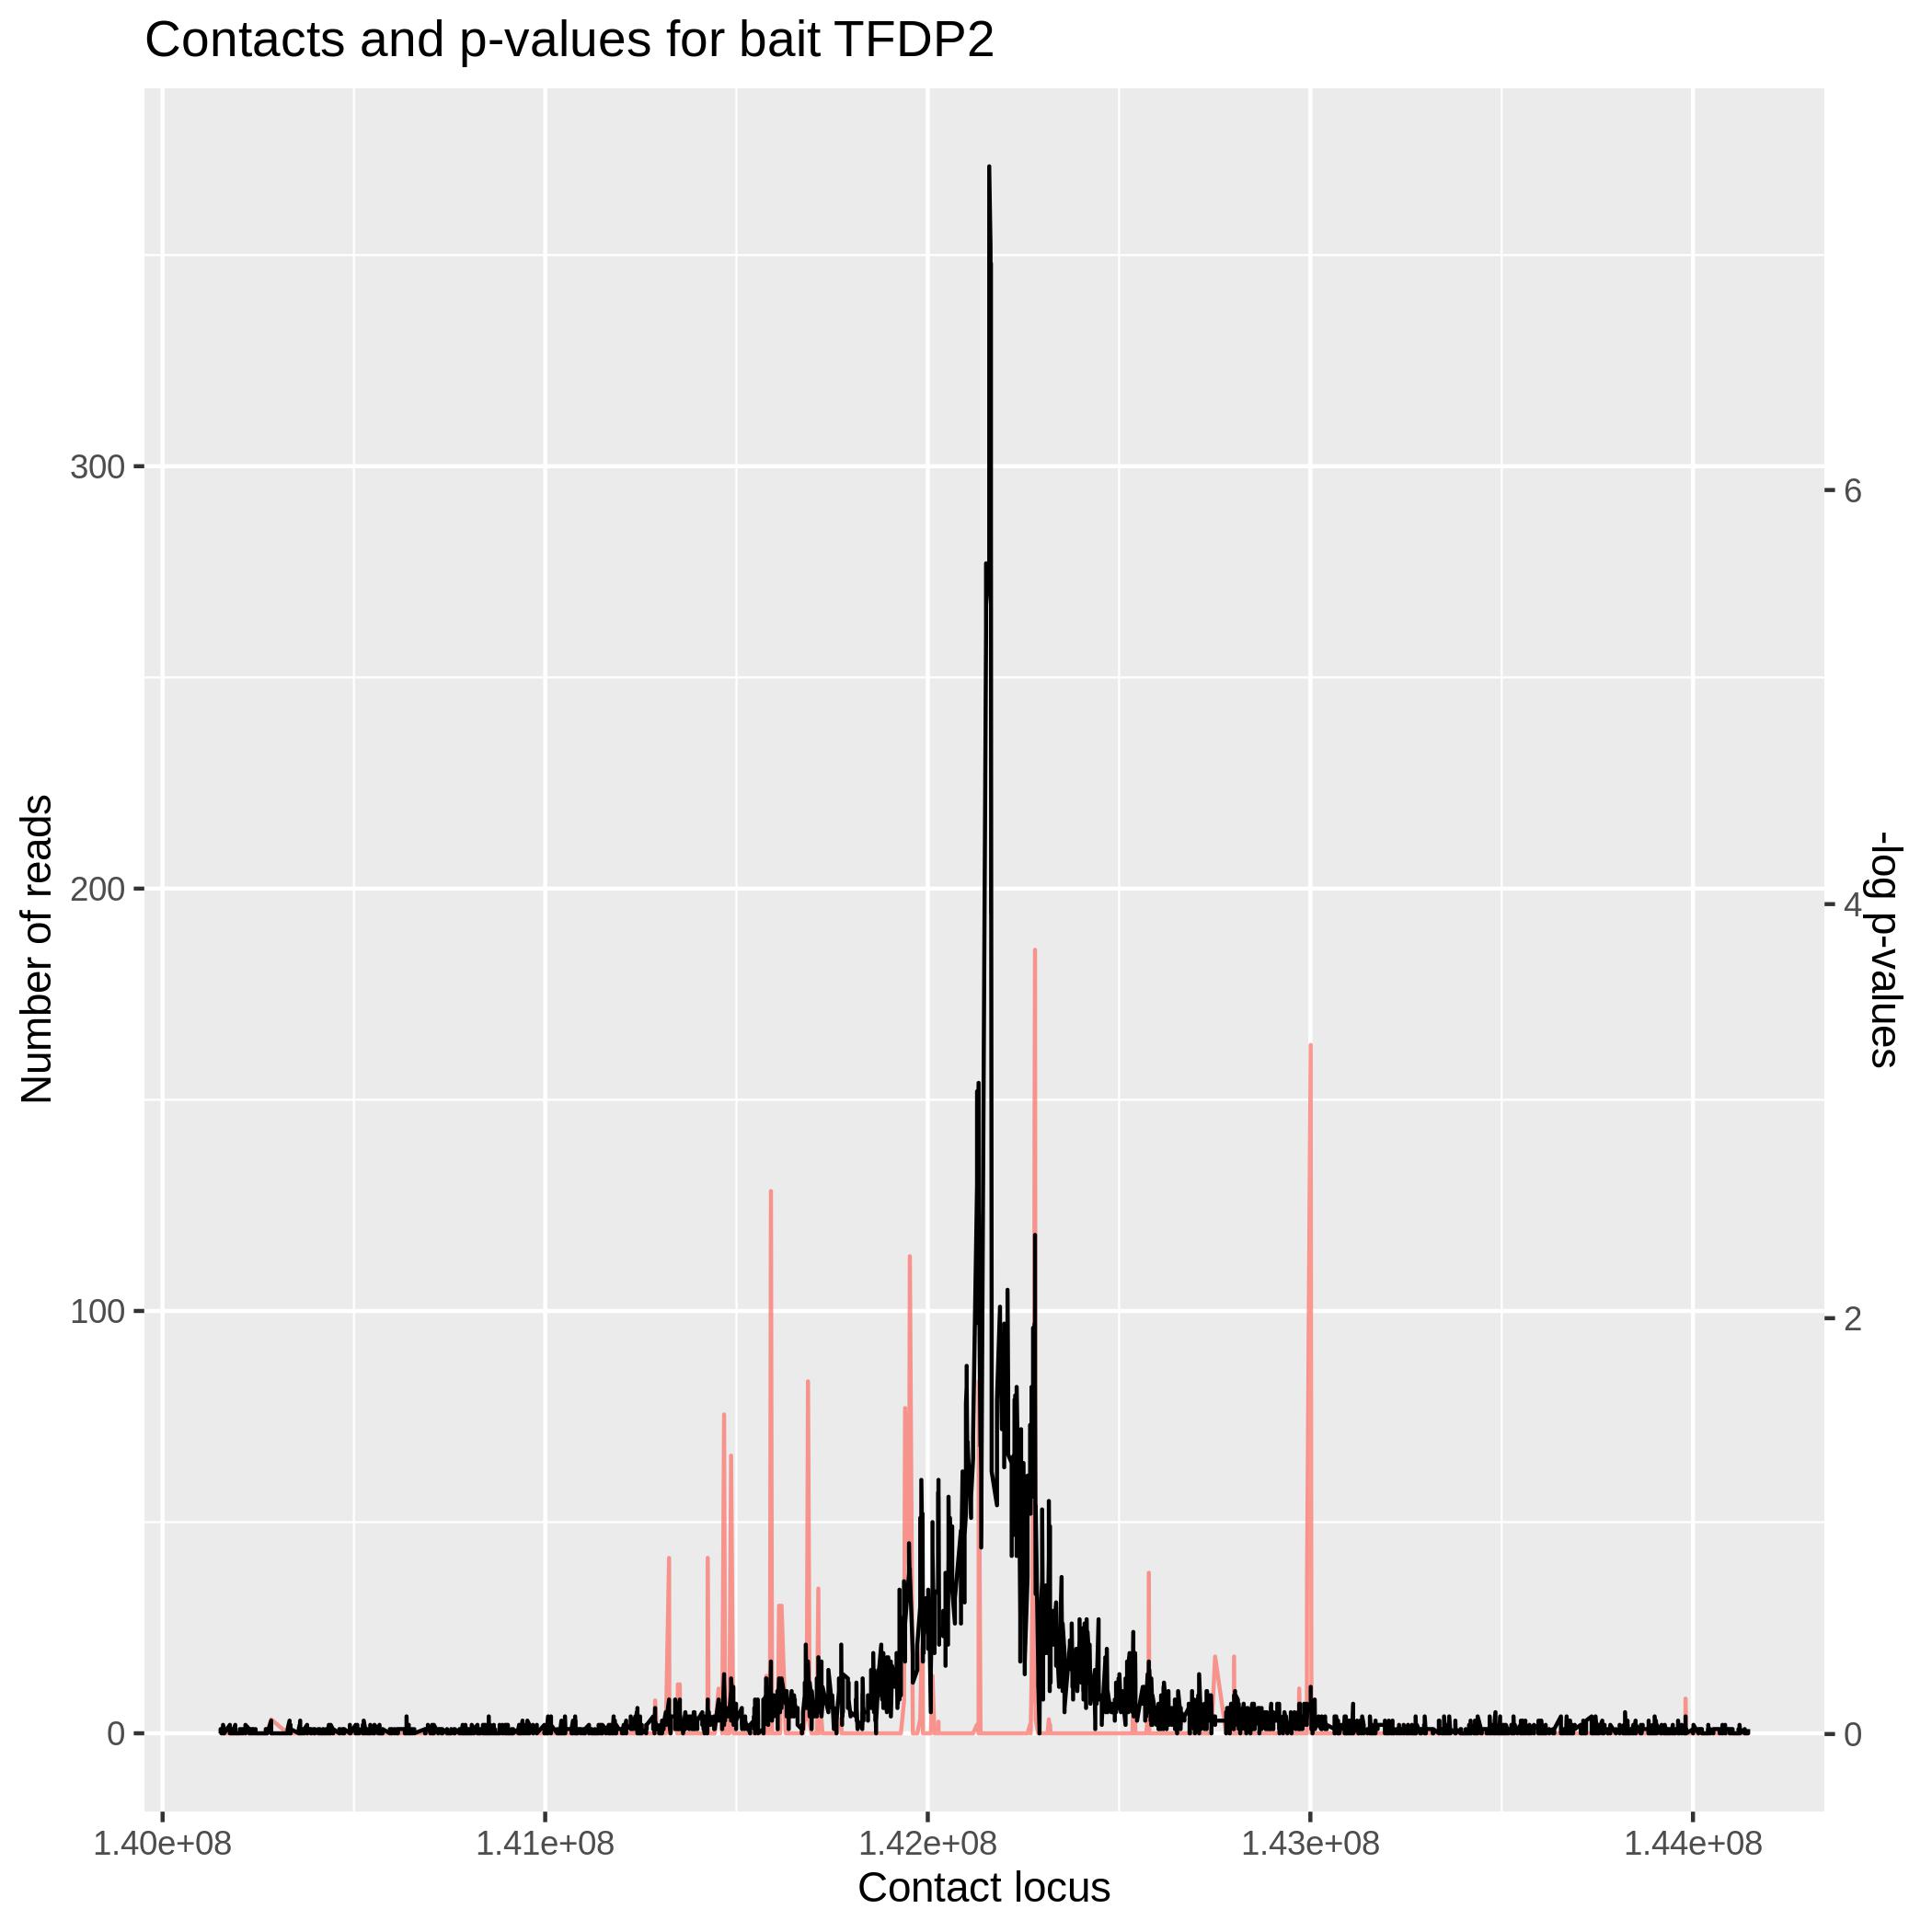 Contacts and p-values for bait TFDP2
Number of reads
300
200
100
0
6
4
2
0
-log p-values
1.40e+08
1.41e+08
1.42e+08
1.43e+08
1.44e+08
Contact locus